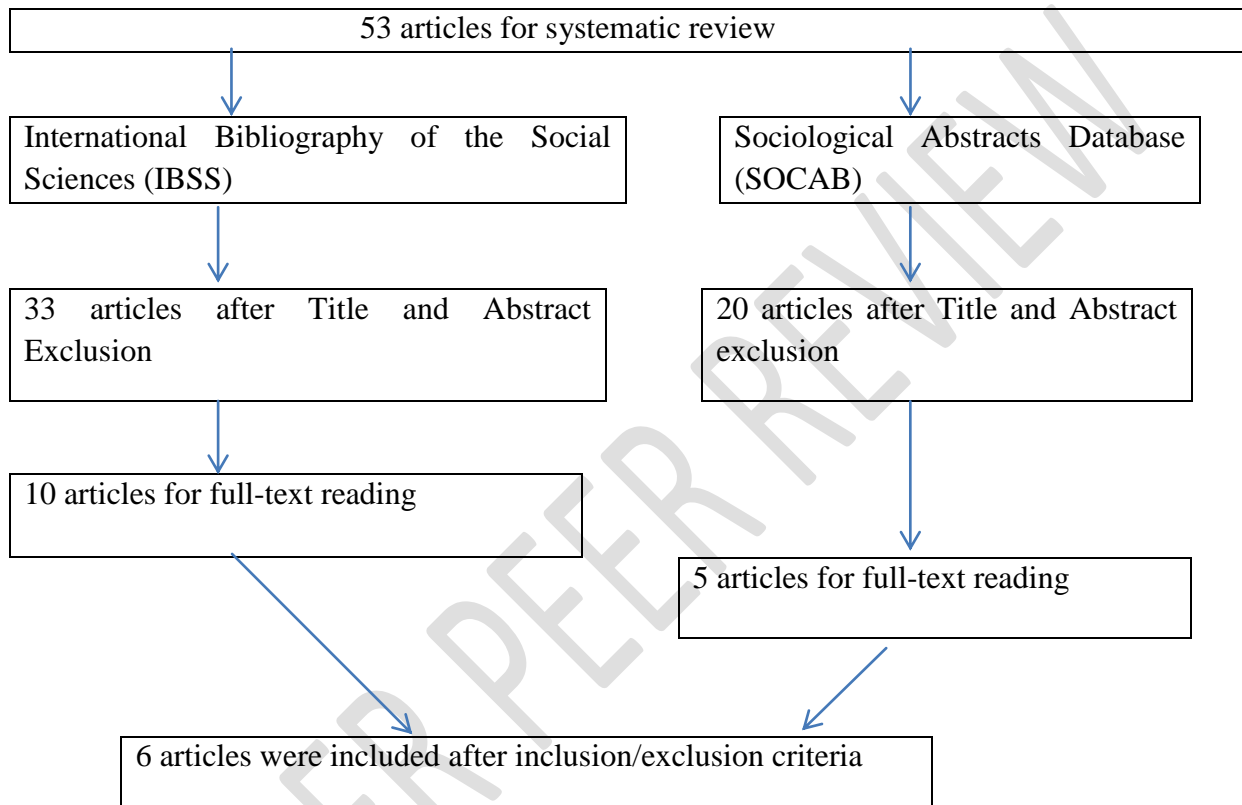 53 articles for systematic review
International Bibliography of the Social
Sciences (IBSS)
Sociological Abstracts Database
(SOCAB)
33 articles after Title and Abstract
Exclusion
20 articles after Title and Abstract
exclusion
10 articles for full-text reading
5 articles for full-text reading
6 articles were included after inclusion/exclusion criteria
ER PEER REVIEW